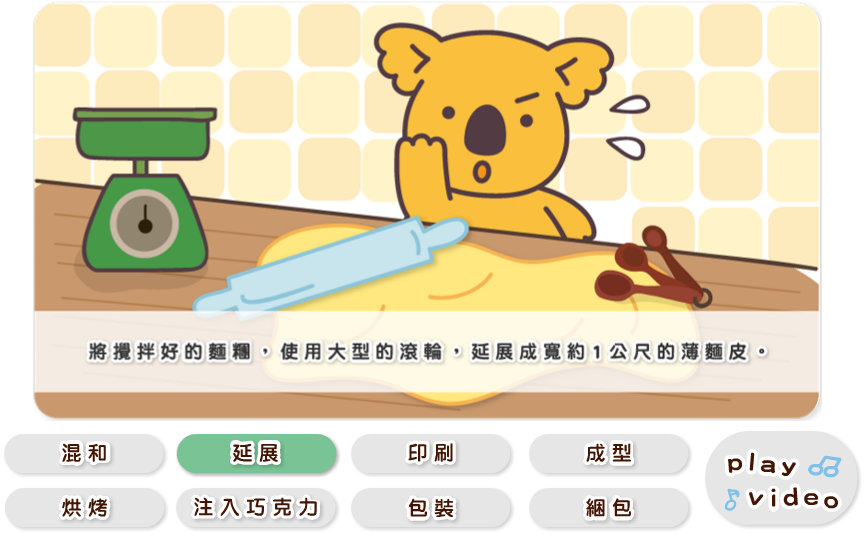 將攪拌好的麵糰，使用大型的滾輪，延展成寬約1公尺的薄麵皮。
混和
延展
印刷
成型
烘烤
注入巧克力
包裝
綑包
play
video